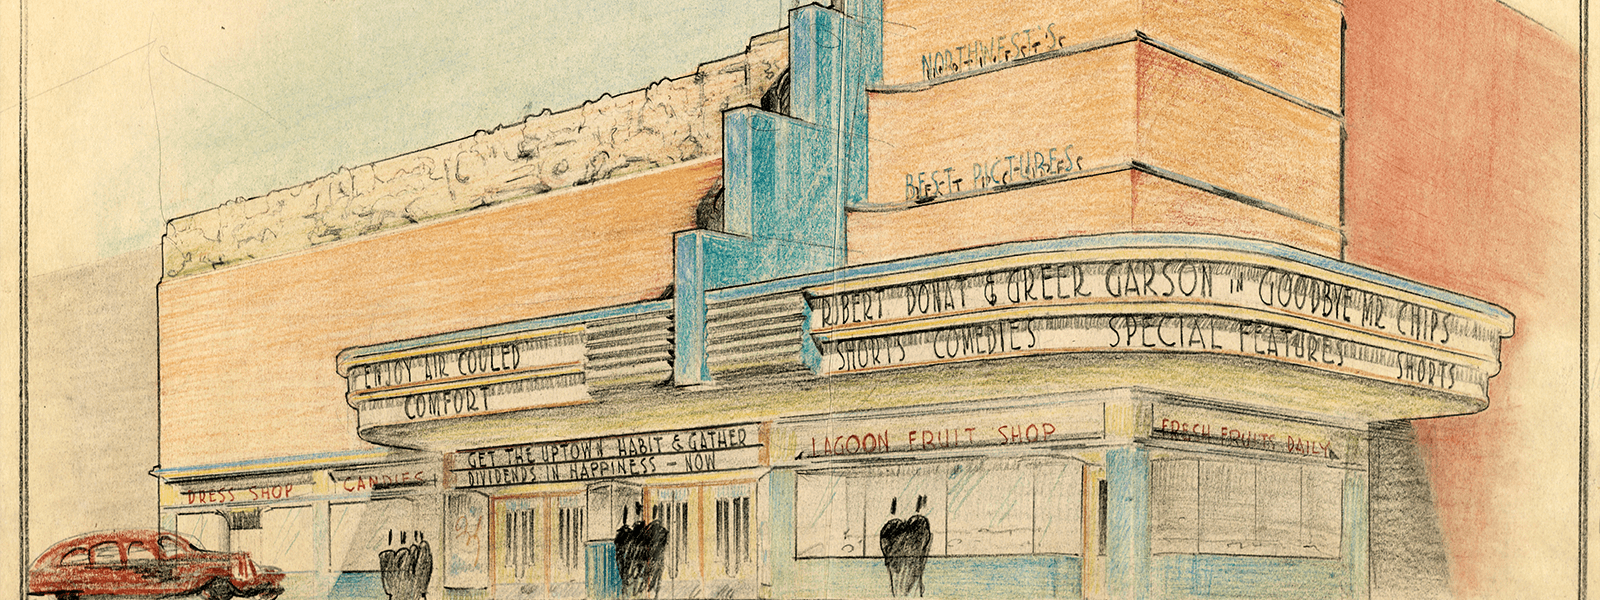 NORTHWEST'S
BEST PICTURES
ROBERT DONAT & GREER GARSON IN GOODBYE MR CHIPS
SHORTS COMEDIES SPECIAL FEATURES SHORTS
ENJOY AIR COOLED
COMFORT
GET THE UPTOWN HABIT & GATHER
DIVIDENDS IN HAPPINESS - NOW
LAGOON FRUIT SHOP
FRESH FRUITS DAILY
DRESS SHOP
CANDIES